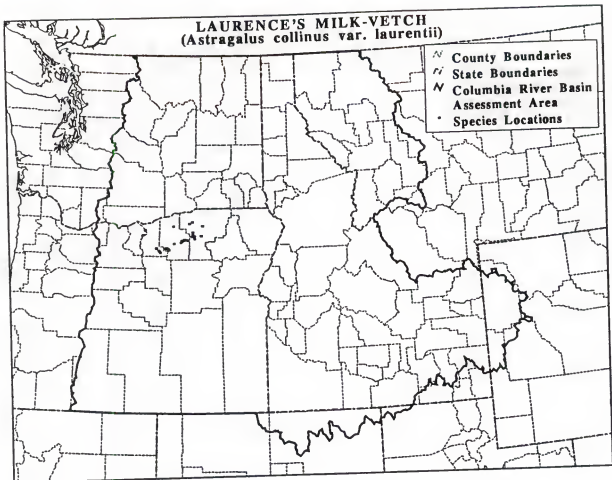 LAURENCE'S MILK-VETCH
(Astragalus collinus var. laurentii)
County Boundaries
State Boundaries
Columbia River Basin
Assessment Area
Species Locations